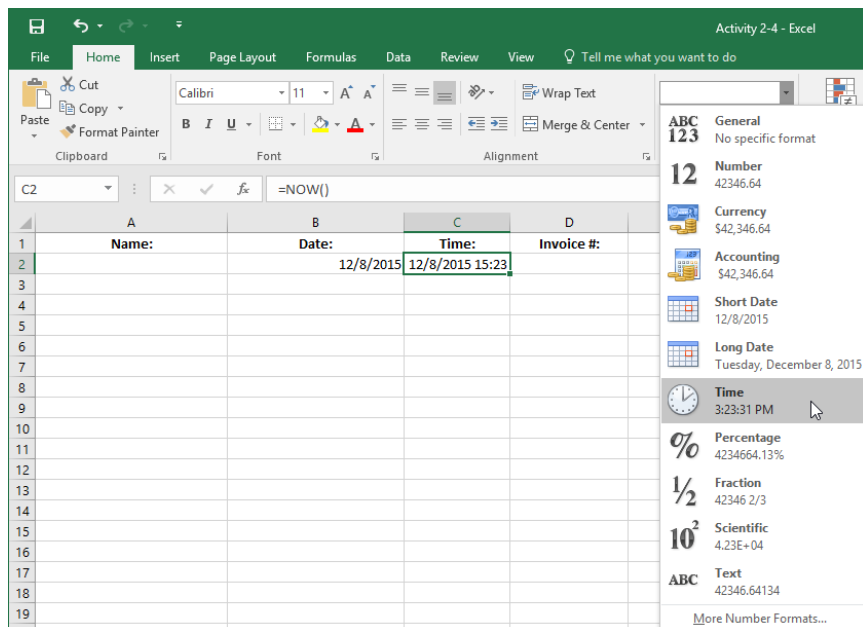 Activity 2-4 - Excel
File Home Insert Page Layout Formulas Data Review View Tell me what you want to do
Paste
Cut
Copy
Format Painter
Clipboard
Calibri 11 A A
B I U A
Font
Wrap Text
Merge & Center
Alignment
C2 fx =NOW()
A B C D
1 Name: Date: Time: Invoice #:
2 12/8/2015 12/8/2015 15:23
3
4
5
6
7
8
9
10
11
12
13
14
15
16
17
18
19
ABC
123
General
No specific format
12
Number
42346.64
Currency
$42,346.64
Accounting
$42,346.64
Short Date
12/8/2015
Long Date
Tuesday, December 8, 2015
Time
3:23:31 PM
%
Percentage
4234664.13%
1/2
Fraction
42346 2/3
10²
Scientific
4.23E+04
ABC
Text
42346.64134
More Number Formats...